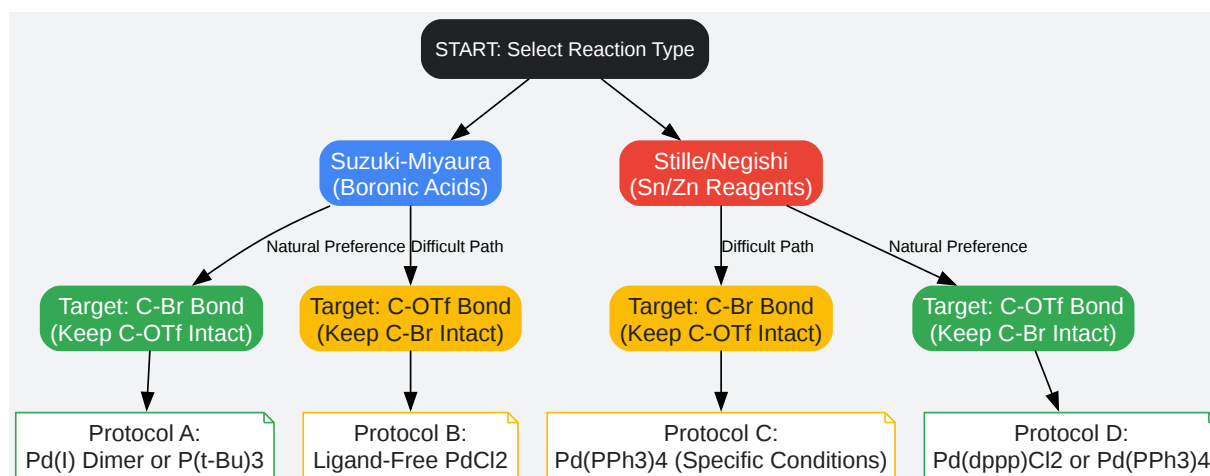 START: Select Reaction Type
Suzuki-Miyaura
(Boronic Acids)
Stille/Negishi
(Sn/Zn Reagents)
Natural Preference
Difficult Path
Difficult Path
Natural Preference
Target: C-Br Bond
(Keep C-OTf Intact)
Target: C-OTf Bond
(Keep C-Br Intact)
Target: C-Br Bond
(Keep C-OTf Intact)
Target: C-OTf Bond
(Keep C-Br Intact)
Protocol A:
Pd(I) Dimer or P(t-Bu)3
Protocol B:
Ligand-Free PdCl2
Protocol C:
Pd(PPh3)4 (Specific Conditions)
Protocol D:
Pd(dppp)Cl2 or Pd(PPh3)4